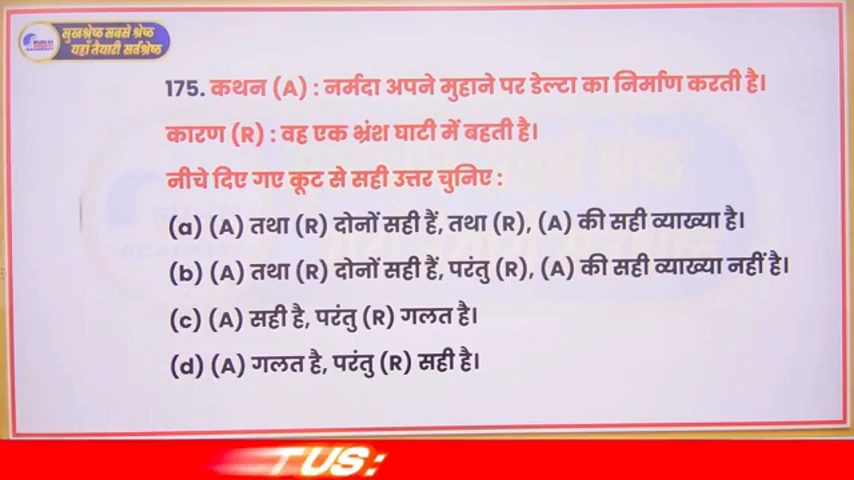 सुखश्रेष्ठ सबसे श्रेष्ठ
यहाँ तैयारी सर्वश्रेष्ठ
175. कथन (A) : नर्मदा अपने मुहाने पर डेल्टा का निर्माण करती है।
कारण (R) : वह एक भ्रंश घाटी में बहती है।
नीचे दिए गए कूट से सही उत्तर चुनिए :
(a) (A) तथा (R) दोनों सही हैं, तथा (R), (A) की सही व्याख्या है।
(b) (A) तथा (R) दोनों सही हैं, परंतु (R), (A) की सही व्याख्या नहीं है।
(c) (A) सही है, परंतु (R) गलत है।
(d) (A) गलत है, परंतु (R) सही है।
TUS: